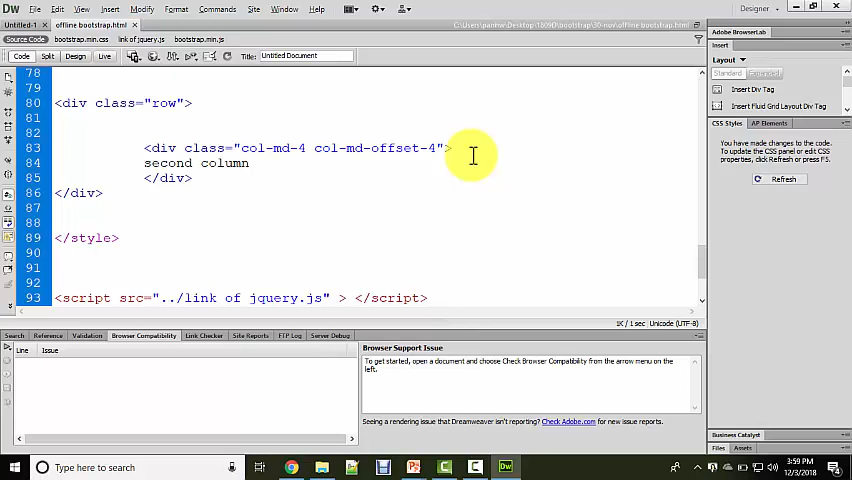 Dw File Edit View Insert Modify Format Commands Site Window Help Designer
Untitled-1 × offline bootstrap.html ×
Source Code bootstrap.min.css link of jquery.js bootstrap.min.js
Code Split Design Live Title: Untitled Document
78
79
80 <div class="row">
81
82
83 <div class="col-md-4 col-md-offset-4">
84 second column
85 </div>
86 </div>
87
88
89 </style>
90
91
92
93 <script src="../link of jquery.js" > </script>
1K / 1 sec Unicode (UTF-8)
Search Reference Validation Browser Compatibility Link Checker Site Reports FTP Log Server Debug
Line Issue
Browser Support Issue
To get started, open a document and choose Check Browser Compatibility from the arrow menu on the
left.
Seeing a rendering issue that Dreamweaver isn't reporting? Check Adobe.com for new issue reports.
Adobe BrowserLab
Insert
Layout
Standard Expanded
Insert Div Tag
Insert Fluid Grid Layout Div Tag
CSS Styles AP Elements
You have made changes to the code.
To update the CSS panel or edit CSS
properties, click Refresh or press F5.
Refresh
Business Catalyst
Files Assets
Type here to search
3:59 PM
12/3/2018